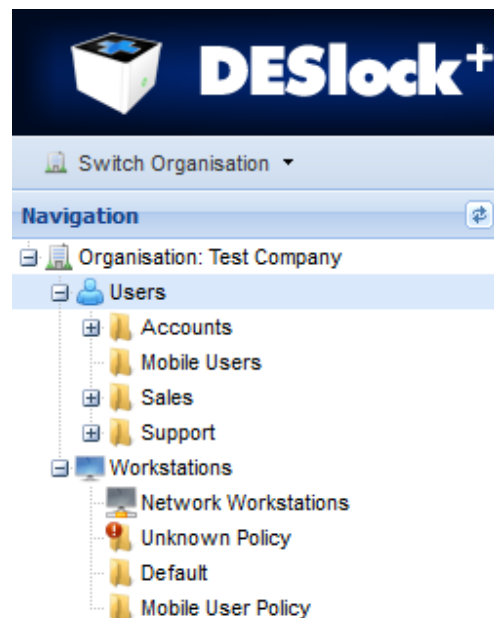 DESlock+
Switch Organisation
Navigation
Organisation: Test Company
Users
Accounts
Mobile Users
Sales
Support
Workstations
Network Workstations
Unknown Policy
Default
Mobile User Policy